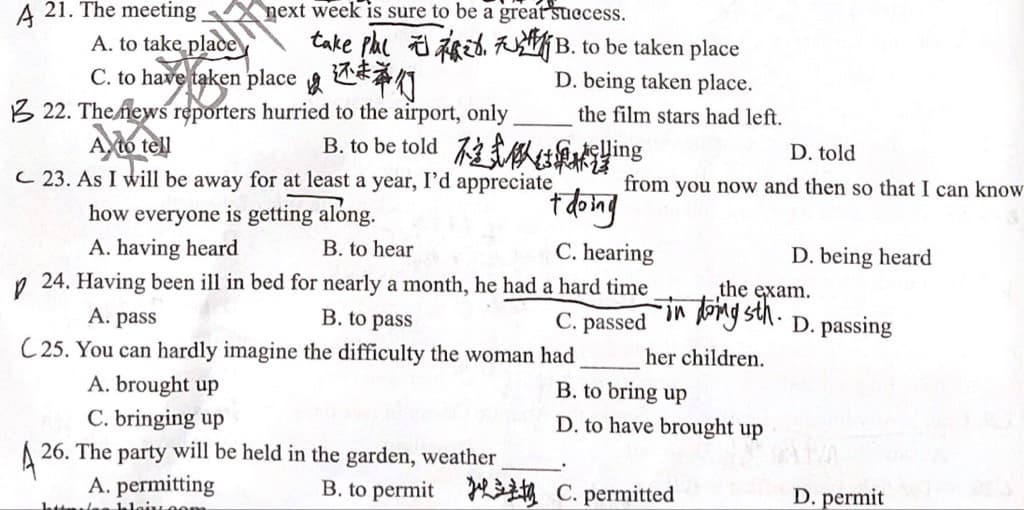 A 21. The meeting ______ next week is sure to be a great success.
A. to take place take plac 无被动, 无进行 B. to be taken place
C. to have taken place 还未举行 D. being taken place.
B 22. The news reporters hurried to the airport, only ______ the film stars had left.
A. to tell B. to be told 不定式做结果状语 C. telling D. told
C 23. As I will be away for at least a year, I'd appreciate ______ from you now and then so that I can know
how everyone is getting along. + doing
A. having heard B. to hear C. hearing D. being heard
D 24. Having been ill in bed for nearly a month, he had a hard time ______ the exam.
A. pass B. to pass C. passed in doing sth. D. passing
C 25. You can hardly imagine the difficulty the woman had ______ her children.
A. brought up B. to bring up
C. bringing up D. to have brought up
A 26. The party will be held in the garden, weather ______.
A. permitting B. to permit 独立主格 C. permitted D. permit